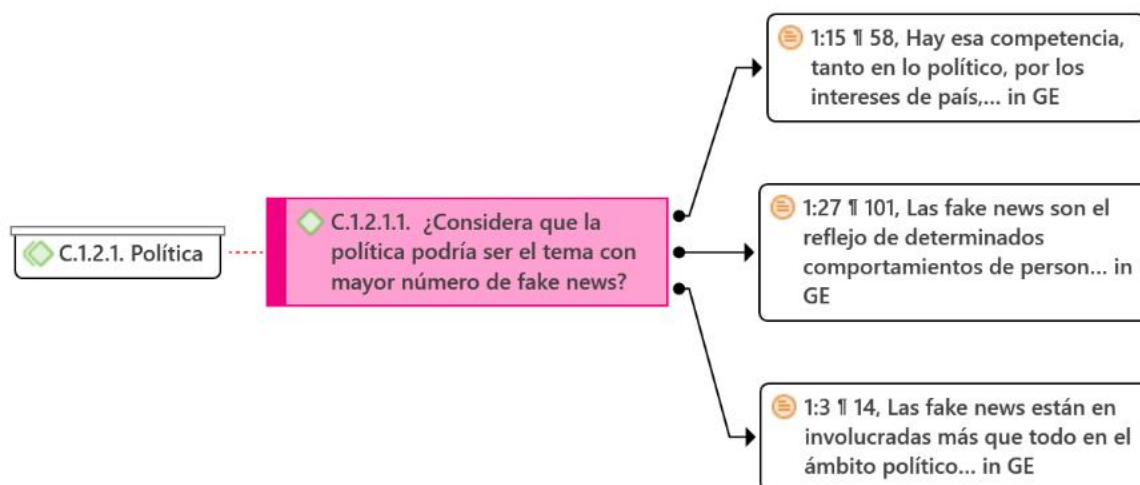 C.1.2.1. Política
C.1.2.1.1. ¿Considera que la
política podría ser el tema con
mayor número de fake news?
1:15 ¶ 58, Hay esa competencia,
tanto en lo político, por los
intereses de país,... in GE
1:27 ¶ 101, Las fake news son el
reflejo de determinados
comportamientos de person... in
GE
1:3 ¶ 14, Las fake news están en
involucradas más que todo en el
ámbito político... in GE